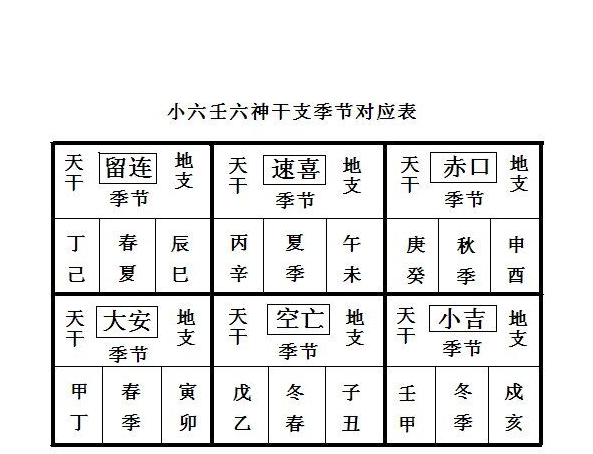 小六壬六神干支季节对应表
天干 留连 地支
季节
丁己 春夏 辰巳
天干 速喜 地支
季节
丙辛 夏季 午未
天干 赤口 地支
季节
庚癸 秋季 申酉
天干 大安 地支
季节
甲丁 春季 寅卯
天干 空亡 地支
季节
戊乙 冬春 子丑
天干 小吉 地支
季节
壬甲 冬季 戍亥